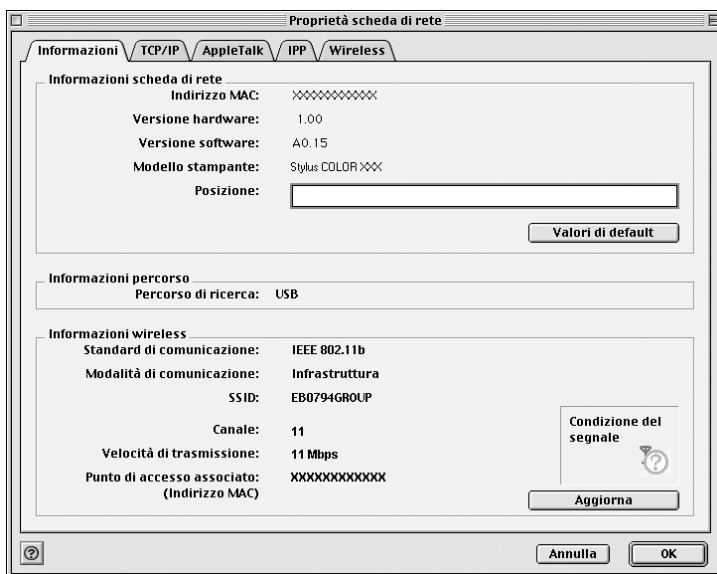 Proprietà scheda di rete
Informazioni TCP/IP AppleTalk IPP Wireless
Informazioni scheda di rete
Indirizzo MAC: XXXXXXXXXXX
Versione hardware: 1.00
Versione software: A0.15
Modello stampante: Stylus COLOR XXX
Posizione:
Valori di default
Informazioni percorso
Percorso di ricerca: USB
Informazioni wireless
Standard di comunicazione: IEEE 802.11b
Modalità di comunicazione: Infrastruttura
SSID: EB0794GROUP
Canale: 11
Velocità di trasmissione: 11 Mbps
Punto di accesso associato: XXXXXXXXXXXX
(Indirizzo MAC)
Condizione del
segnale
?
Aggiorna
?
Annulla OK